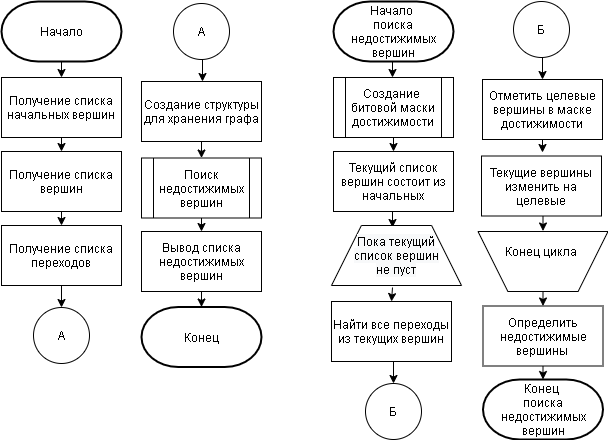 Начало
Получение списка
начальных вершин
Получение списка
вершин
Получение списка
переходов
А
А
Создание структуры
для хранения графа
Поиск
недостижимых
вершин
Вывод списка
недостижимых
вершин
Конец
Начало
поиска
недостижимых
вершин
Создание
битовой маски
достижимости
Текущий список
вершин состоит из
начальных
Пока текущий
список вершин
не пуст
Найти все переходы
из текущих вершин
Б
Б
Отметить целевые
вершины в маске
достижимости
Текущие вершины
изменить на
целевые
Конец цикла
Определить
недостижимые
вершины
Конец
поиска
недостижимых
вершин